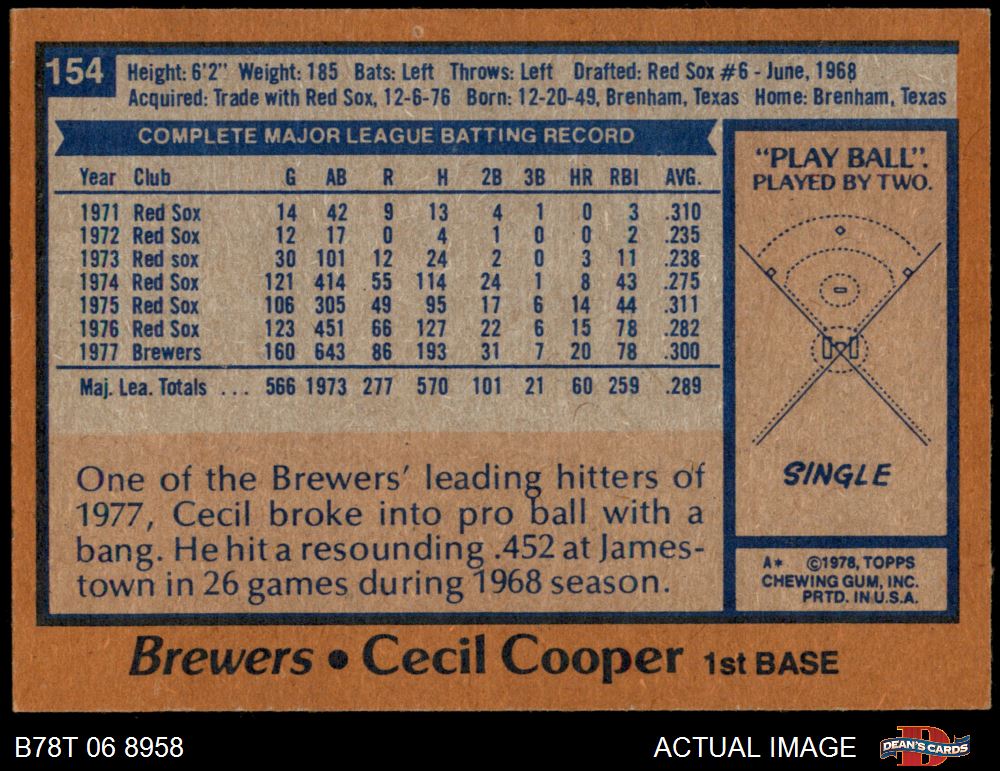 154
Height: 6'2" Weight: 185 Bats: Left Throws: Left Drafted: Red Sox #6 - June, 1968
Acquired: Trade with Red Sox, 12-6-76 Born: 12-20-49, Brenham, Texas Home: Brenham, Texas
COMPLETE MAJOR LEAGUE BATTING RECORD
Year Club G AB R H 2B 3B HR RBI AVG.
1971 Red Sox 14 42 9 13 4 1 0 3 .310
1972 Red Sox 12 17 0 4 1 0 0 2 .235
1973 Red sox 30 101 12 24 2 0 3 11 .238
1974 Red Sox 121 414 55 114 24 1 8 43 .275
1975 Red Sox 106 305 49 95 17 6 14 44 .311
1976 Red Sox 123 451 66 127 22 6 15 78 .282
1977 Brewers 160 643 86 193 31 7 20 78 .300
Maj. Lea. Totals ... 566 1973 277 570 101 21 60 259 .289
One of the Brewers' leading hitters of
1977, Cecil broke into pro ball with a
bang. He hit a resounding .452 at James-
town in 26 games during 1968 season.
"PLAY BALL".
PLAYED BY TWO.
SINGLE
A* ©1978, TOPPS
CHEWING GUM, INC.
PRTD. IN U.S.A.
Brewers • Cecil Cooper 1st BASE
B78T 06 8958
ACTUAL IMAGE
DEAN'S CARDS